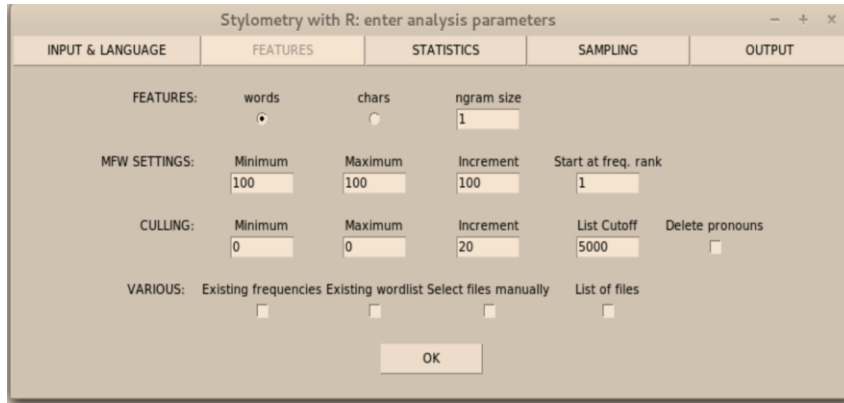 Stylometry with R: enter analysis parameters
INPUT & LANGUAGE FEATURES STATISTICS SAMPLING OUTPUT
FEATURES: words chars ngram size
1
MFW SETTINGS: Minimum Maximum Increment Start at freq. rank
100 100 100 1
CULLING: Minimum Maximum Increment List Cutoff Delete pronouns
0 0 20 5000
VARIOUS: Existing frequencies Existing wordlist Select files manually List of files
OK